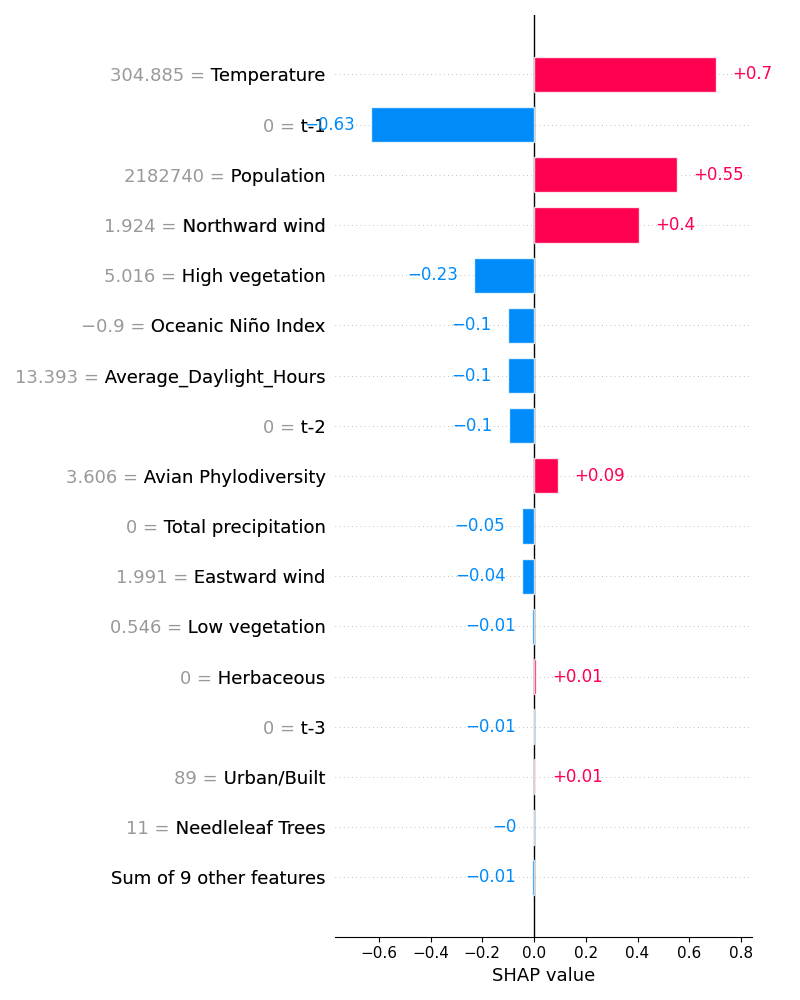 304.885 = Temperature +0.7
0 = t-1 −0.63
2182740 = Population +0.55
1.924 = Northward wind +0.4
5.016 = High vegetation −0.23
−0.9 = Oceanic Niño Index −0.1
13.393 = Average_Daylight_Hours −0.1
0 = t-2 −0.1
3.606 = Avian Phylodiversity +0.09
0 = Total precipitation −0.05
1.991 = Eastward wind −0.04
0.546 = Low vegetation −0.01
0 = Herbaceous +0.01
0 = t-3 −0.01
89 = Urban/Built +0.01
11 = Needleleaf Trees −0
Sum of 9 other features −0.01
−0.6 −0.4 −0.2 0.0 0.2 0.4 0.6 0.8
SHAP value